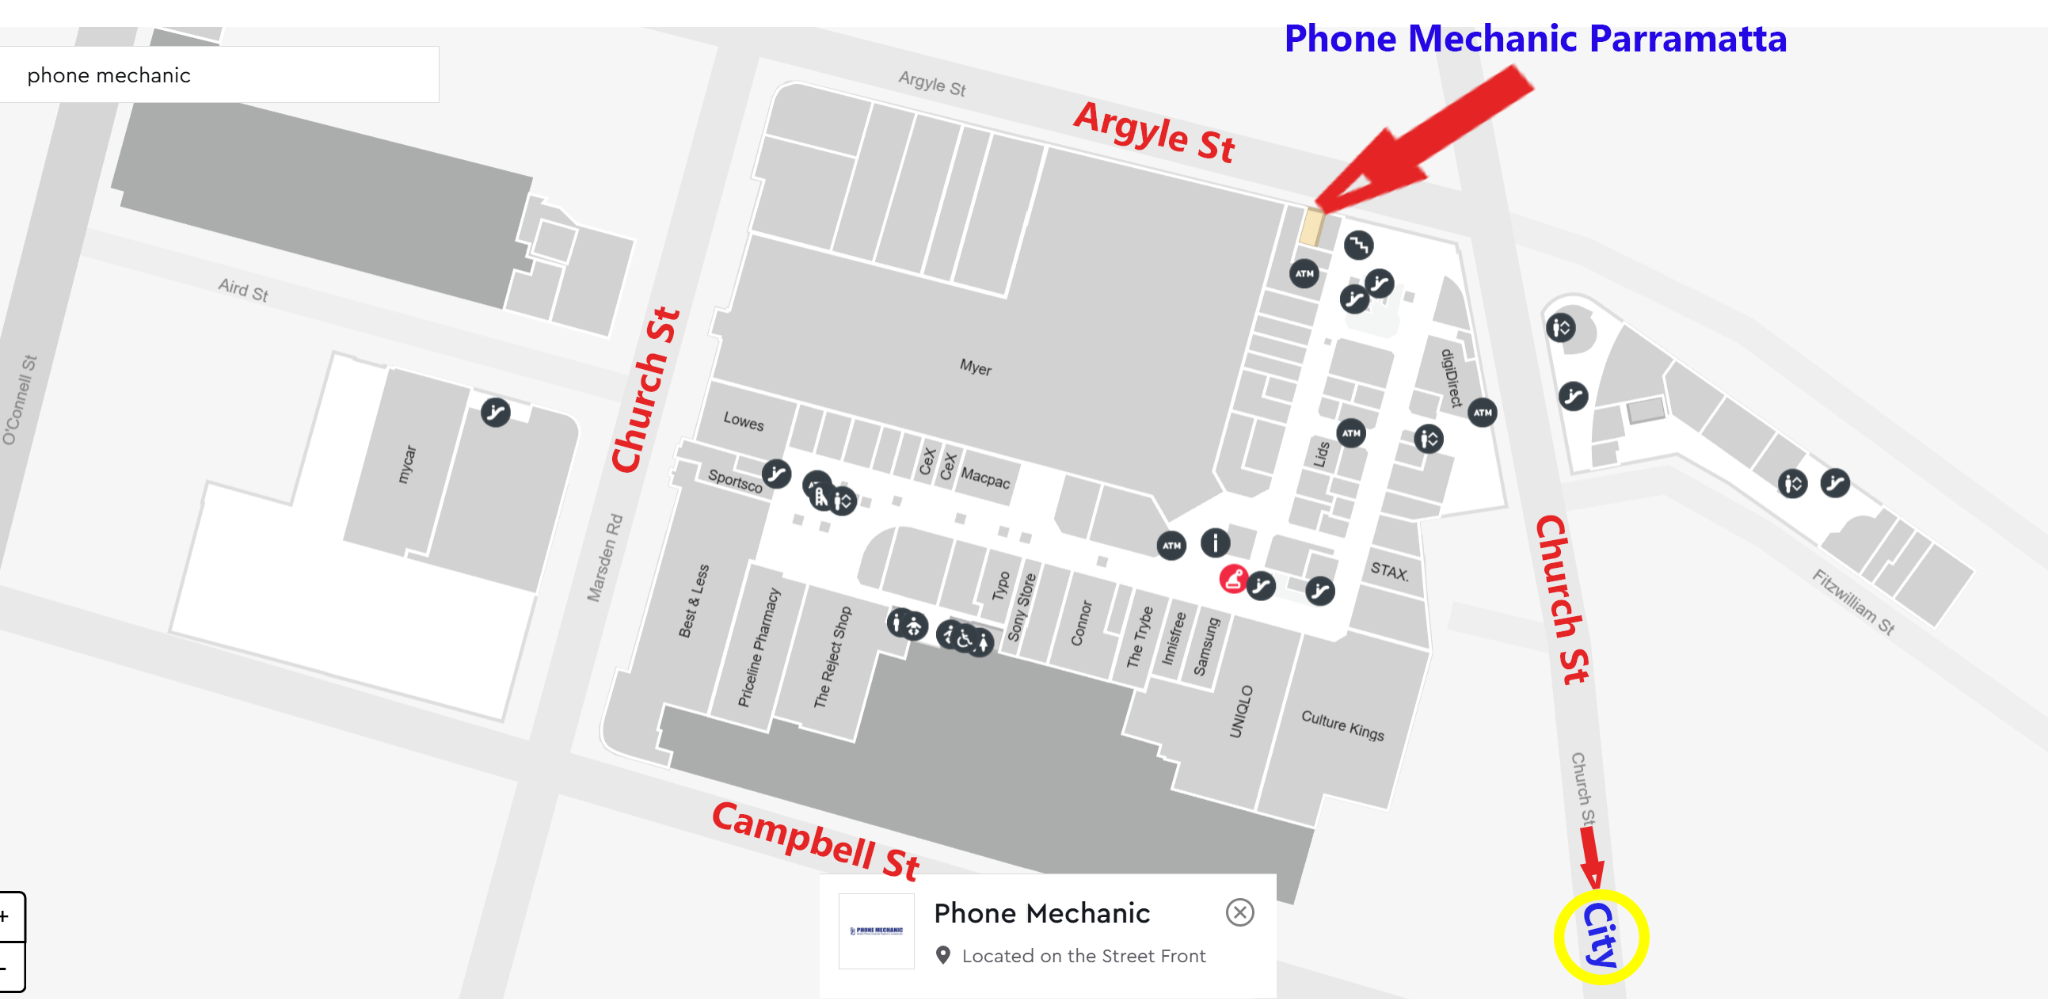 Phone Mechanic Parramatta
phone mechanic
Argyle St
Argyle St
Aird St
O'Connell St
Church St
Marsden Rd
mycar
Myer
Lowes
Sportsco
CeX
CeX
Macpac
digiDirect
ATM
ATM
ATM
ATM
Lids
STAX.
Best & Less
Priceline Pharmacy
The Reject Shop
Typo
Sony Store
Connor
The Trybe
Innisfree
Samsung
UNIQLO
Culture Kings
Church St
Church St
Fitzwilliam St
Campbell St
City
PHONE MECHANIC
Phone Mechanic
Located on the Street Front